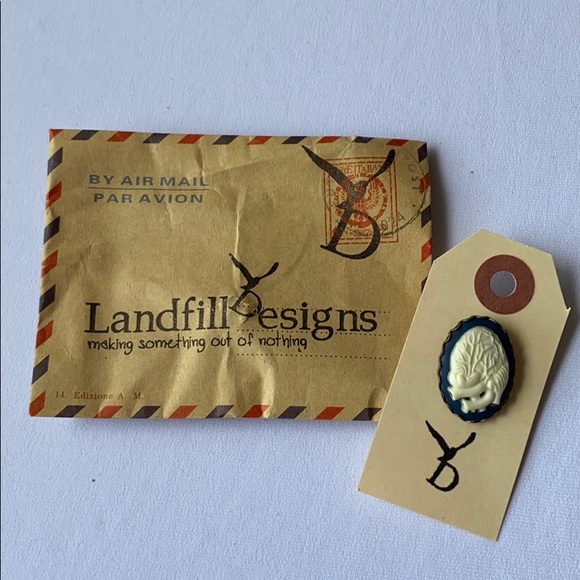 BY AIR MAIL
PAR AVION
Landfill Designs
making something out of nothing
14. Edizione A. M.
D
D